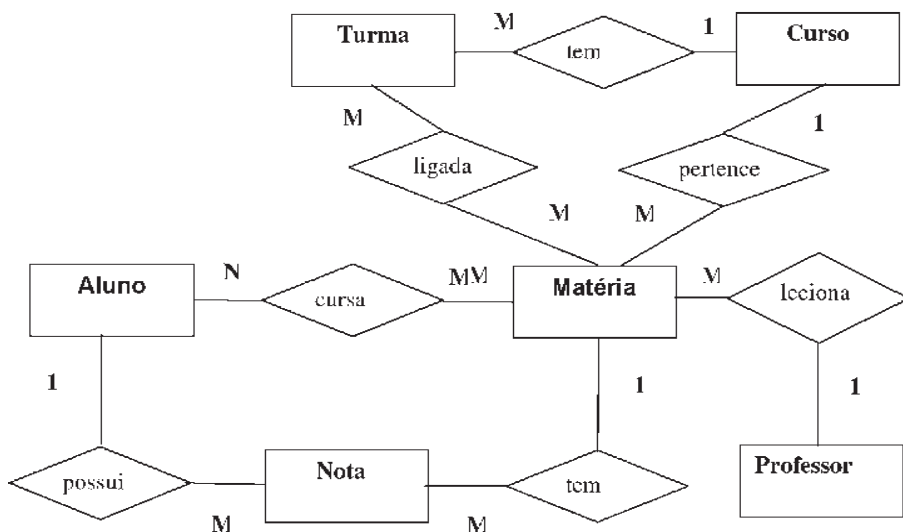 M
1
Turma
tem
Curso
M
1
ligada
pertence
M
M
N
MM
M
Aluno
cursa
Matéria
leciona
1
1
1
possui
Nota
tem
Professor
M
M